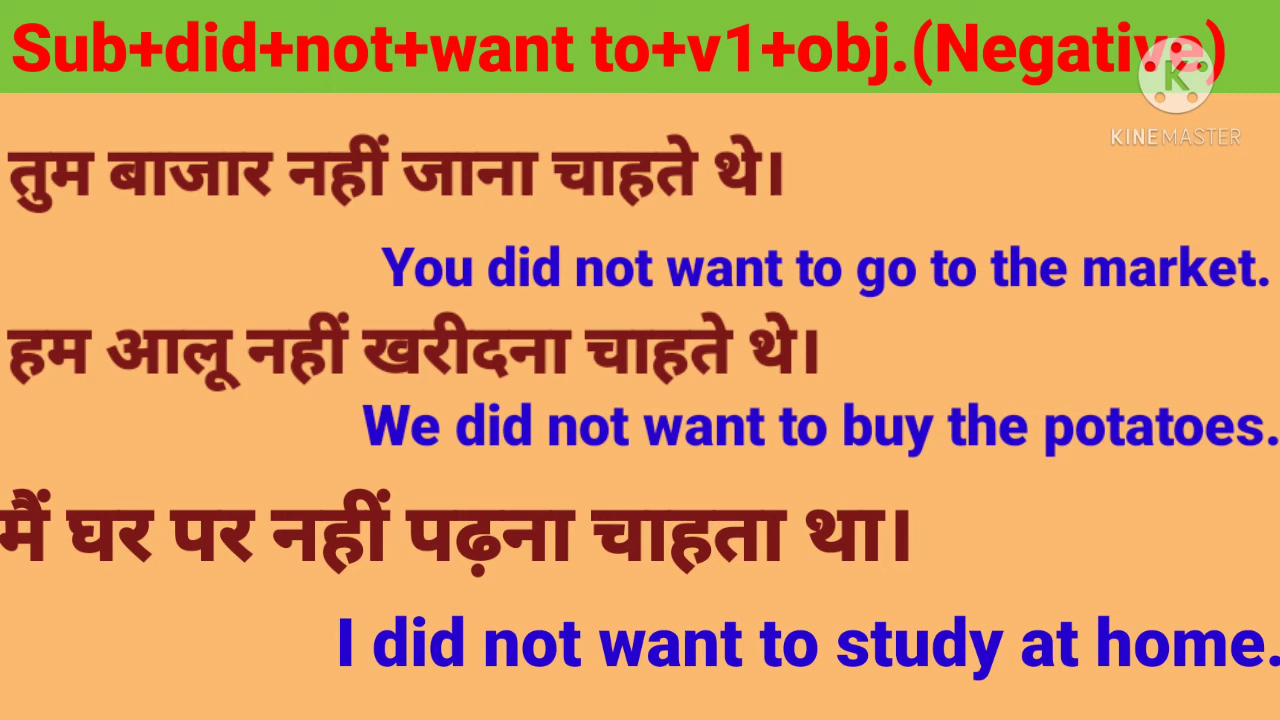 Sub+did+not+want to+v1+obj.(Negative)
K
KINEMASTER
तुम बाजार नहीं जाना चाहते थे।
You did not want to go to the market.
हम आलू नहीं खरीदना चाहते थे।
We did not want to buy the potatoes.
मैं घर पर नहीं पढ़ना चाहता था।
I did not want to study at home.